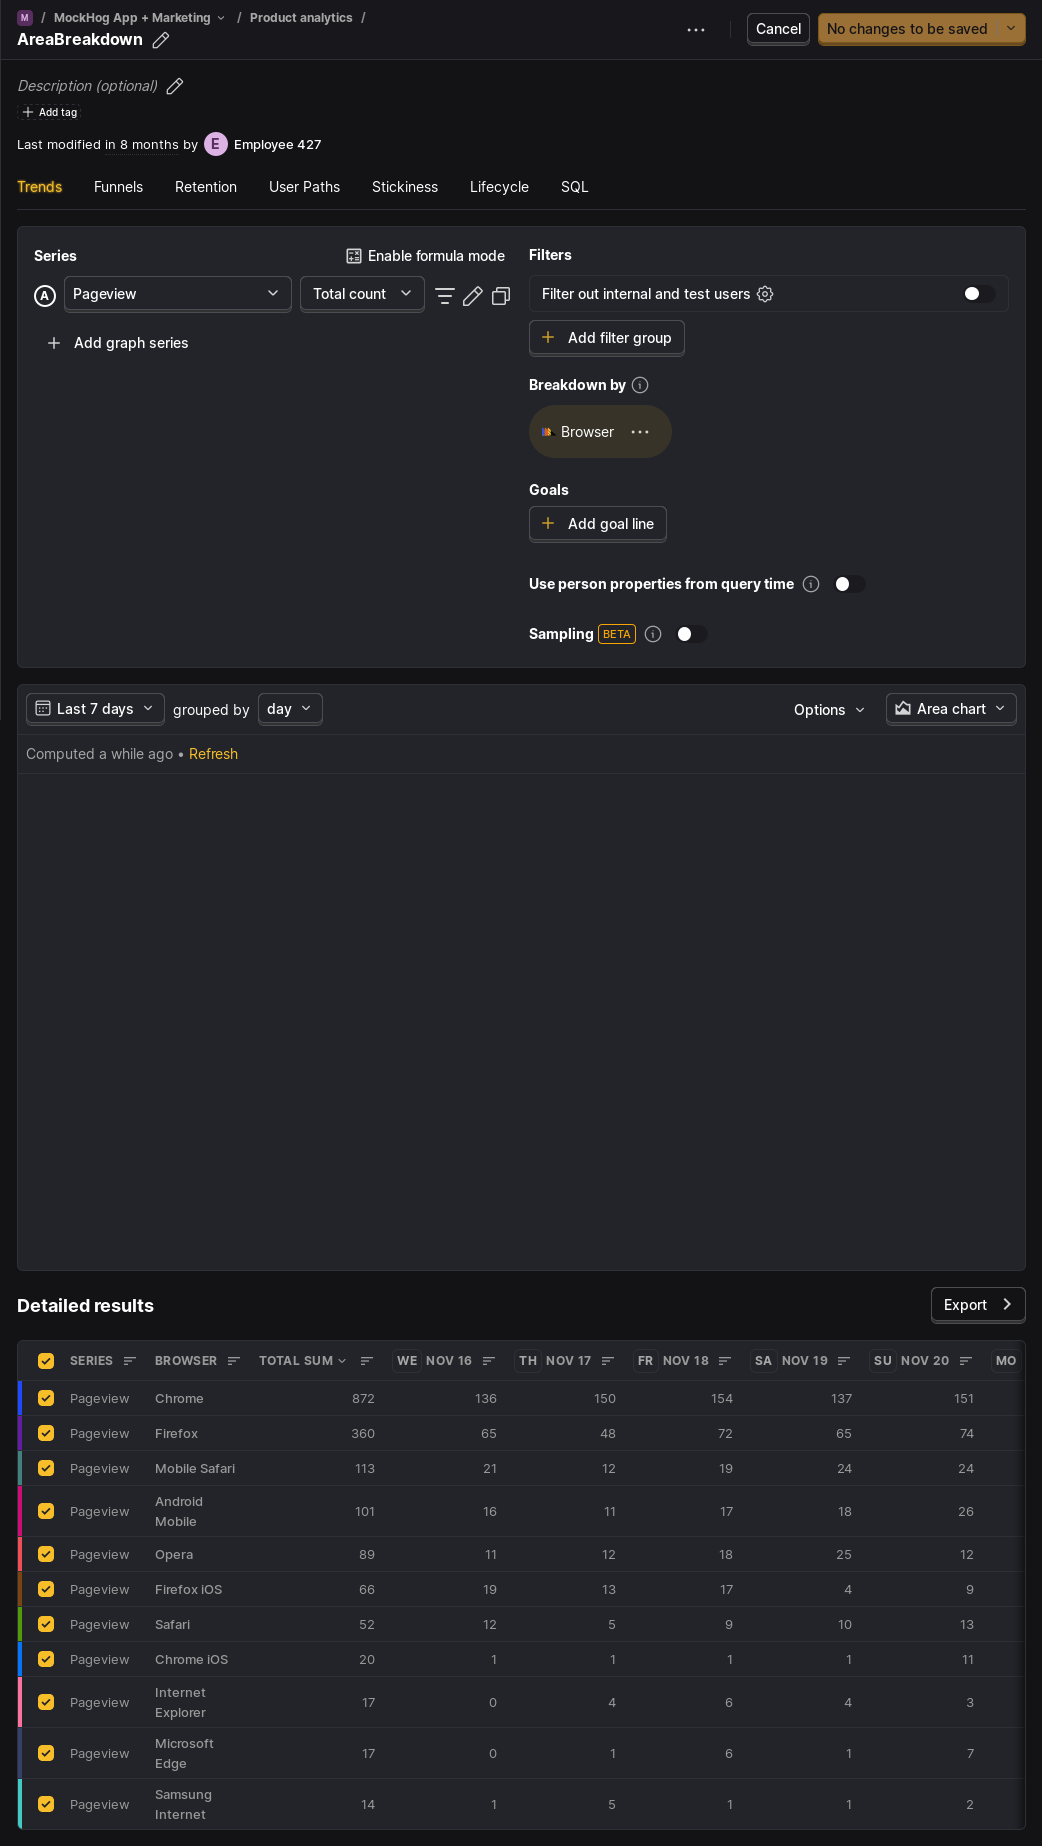 M / MockHog App + Marketing / Product analytics /
AreaBreakdown
Cancel
No changes to be saved
Description (optional)
Add tag
Last modified in 8 months by E Employee 427
Trends Funnels Retention User Paths Stickiness Lifecycle SQL
Series
Enable formula mode
A Pageview Total count
Add graph series
Filters
Filter out internal and test users
Add filter group
Breakdown by
Browser
Goals
Add goal line
Use person properties from query time
Sampling BETA
Last 7 days grouped by day Options Area chart
Computed a while ago • Refresh
Detailed results
Export
SERIES BROWSER TOTAL SUM WE NOV 16 TH NOV 17 FR NOV 18 SA NOV 19 SU NOV 20 MO
Pageview Chrome 872 136 150 154 137 151
Pageview Firefox 360 65 48 72 65 74
Pageview Mobile Safari 113 21 12 19 24 24
Pageview Android Mobile 101 16 11 17 18 26
Pageview Opera 89 11 12 18 25 12
Pageview Firefox iOS 66 19 13 17 4 9
Pageview Safari 52 12 5 9 10 13
Pageview Chrome iOS 20 1 1 1 1 11
Pageview Internet Explorer 17 0 4 6 4 3
Pageview Microsoft Edge 17 0 1 6 1 7
Pageview Samsung Internet 14 1 5 1 1 2